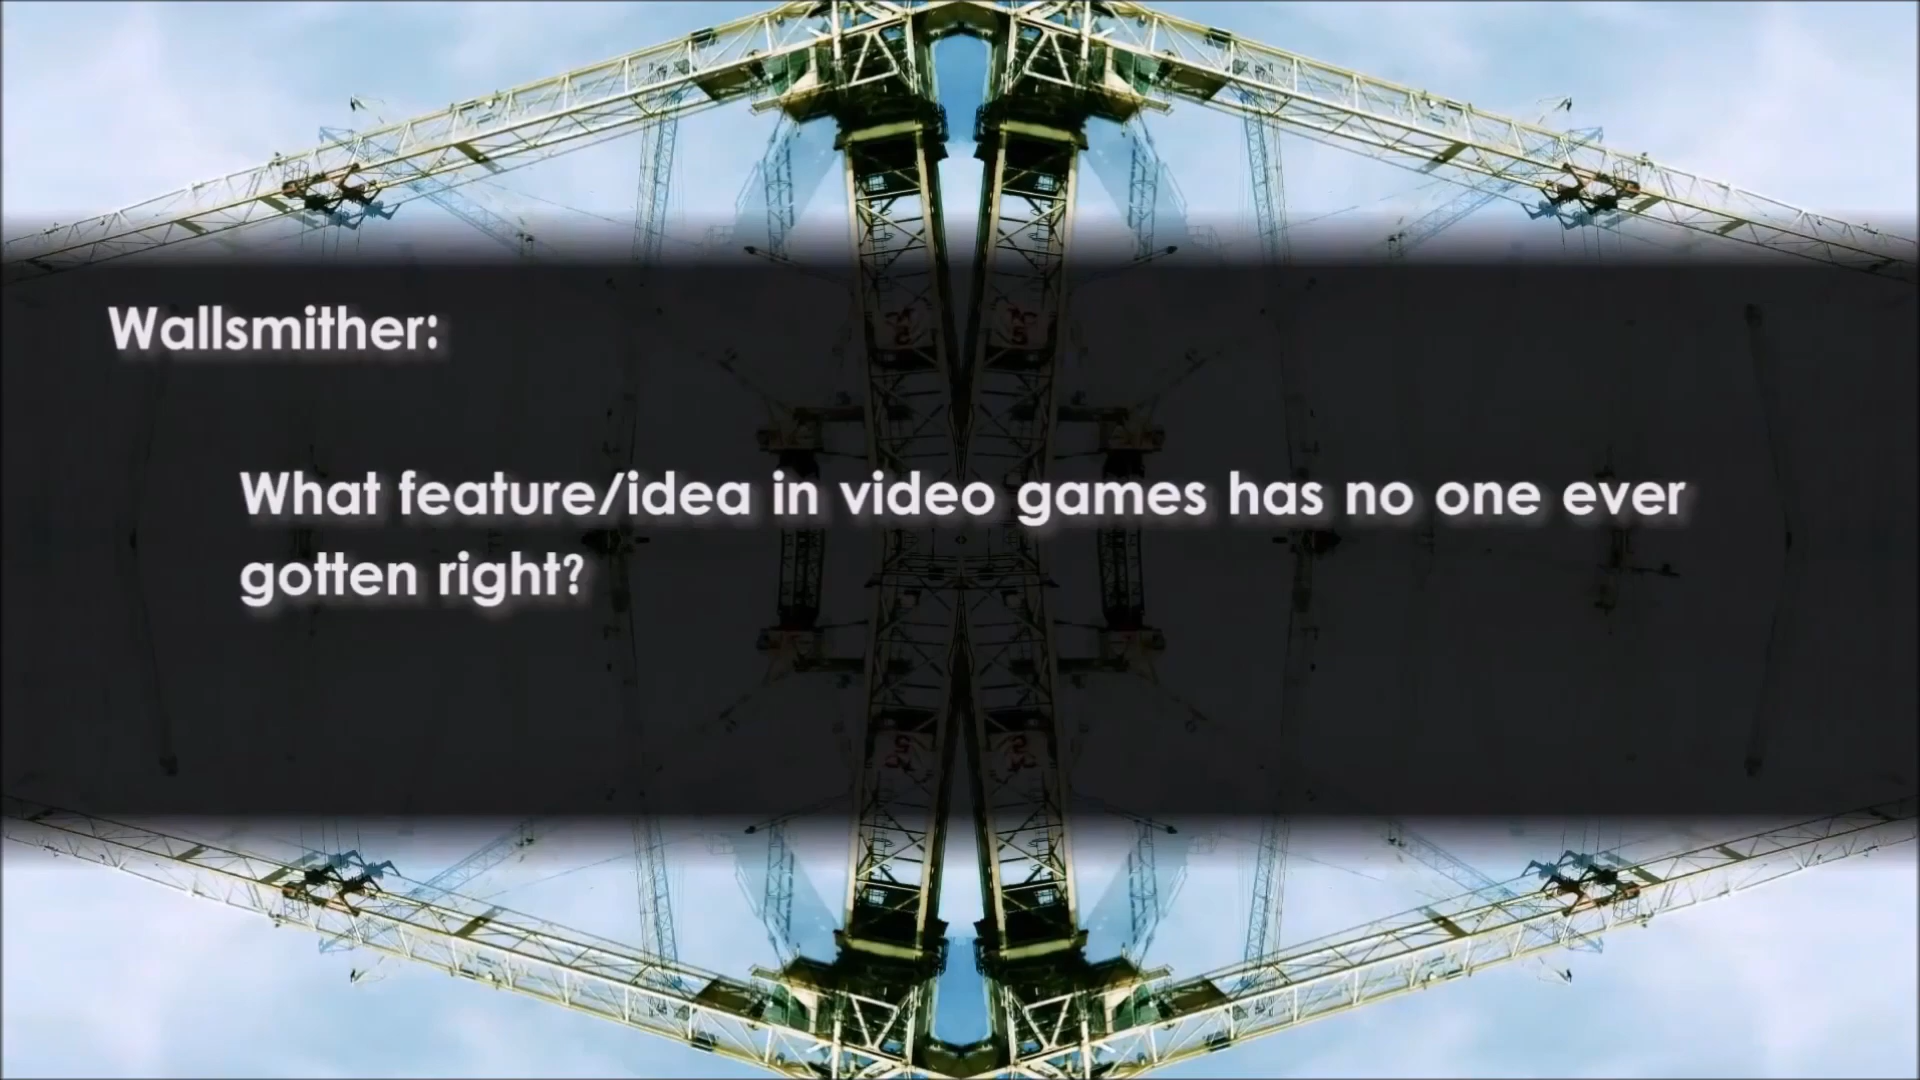 Wallsmither:
What feature/idea in video games has no one ever
gotten right?